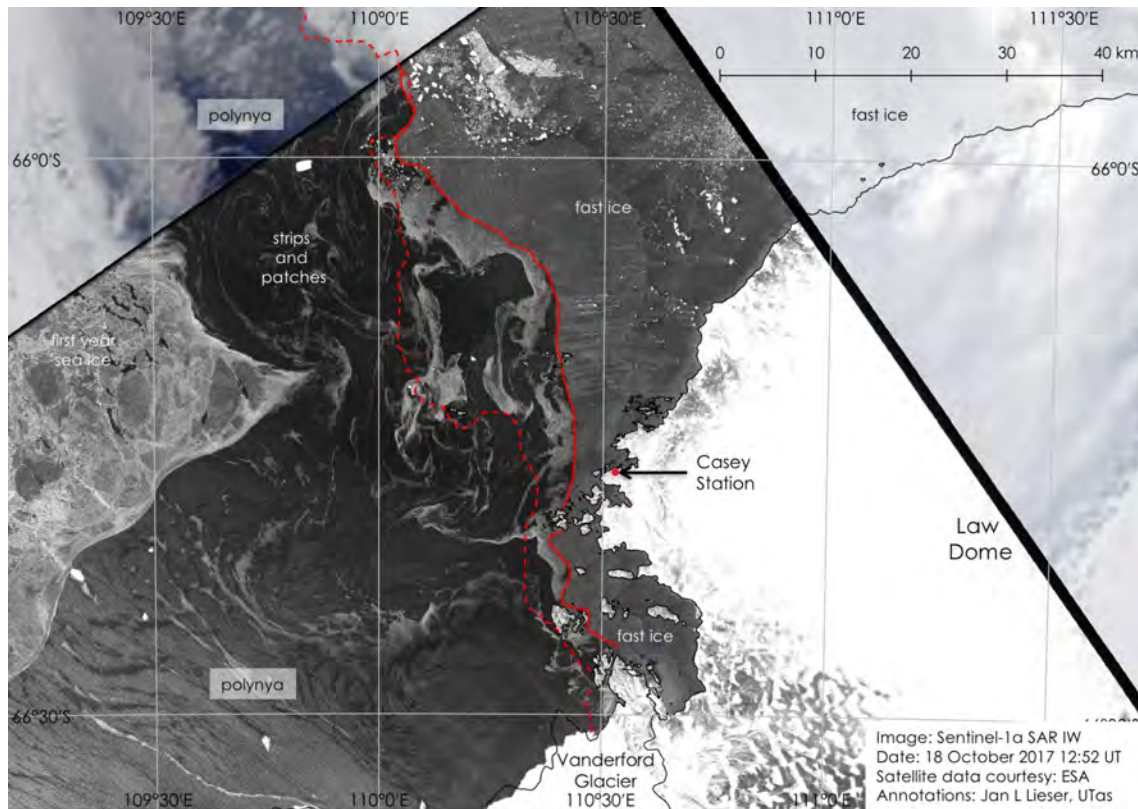 109°30'E
110°0'E
110°30'E
111°0'E
111°30'E
0
10
20
30
40 km
polynya
fast ice
66°0'S
66°0'S
fast ice
strips
and
patches
first year
sea ice
Casey
Station
Law
Dome
fast ice
polynya
66°30'S
Vanderford
Glacier
Image: Sentinel-1a SAR IW
Date: 18 October 2017 12:52 UT
Satellite data courtesy: ESA
Annotations: Jan L Lieser, UTas
109°30'E
110°0'E
110°30'E
111°0'E